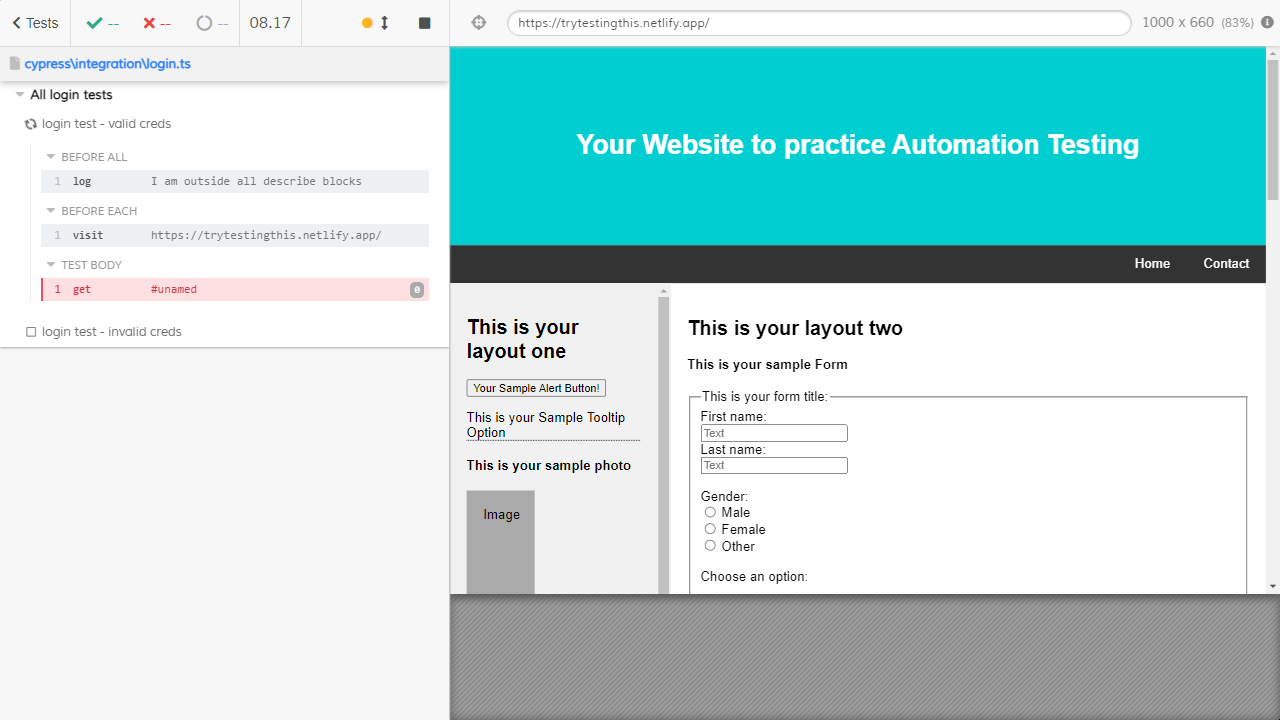 Tests -- -- -- 08.17
cypress\integration\login.ts
All login tests
login test - valid creds
BEFORE ALL
1 log I am outside all describe blocks
BEFORE EACH
1 visit https://trytestingthis.netlify.app/
TEST BODY
1 get #unamed 0
login test - invalid creds
https://trytestingthis.netlify.app/ 1000 x 660 (83%)
Your Website to practice Automation Testing
Home Contact
This is your
layout one
Your Sample Alert Button!
This is your Sample Tooltip
Option
This is your sample photo
Image
This is your layout two
This is your sample Form
This is your form title:
First name:
Text
Last name:
Text
Gender:
Male
Female
Other
Choose an option: